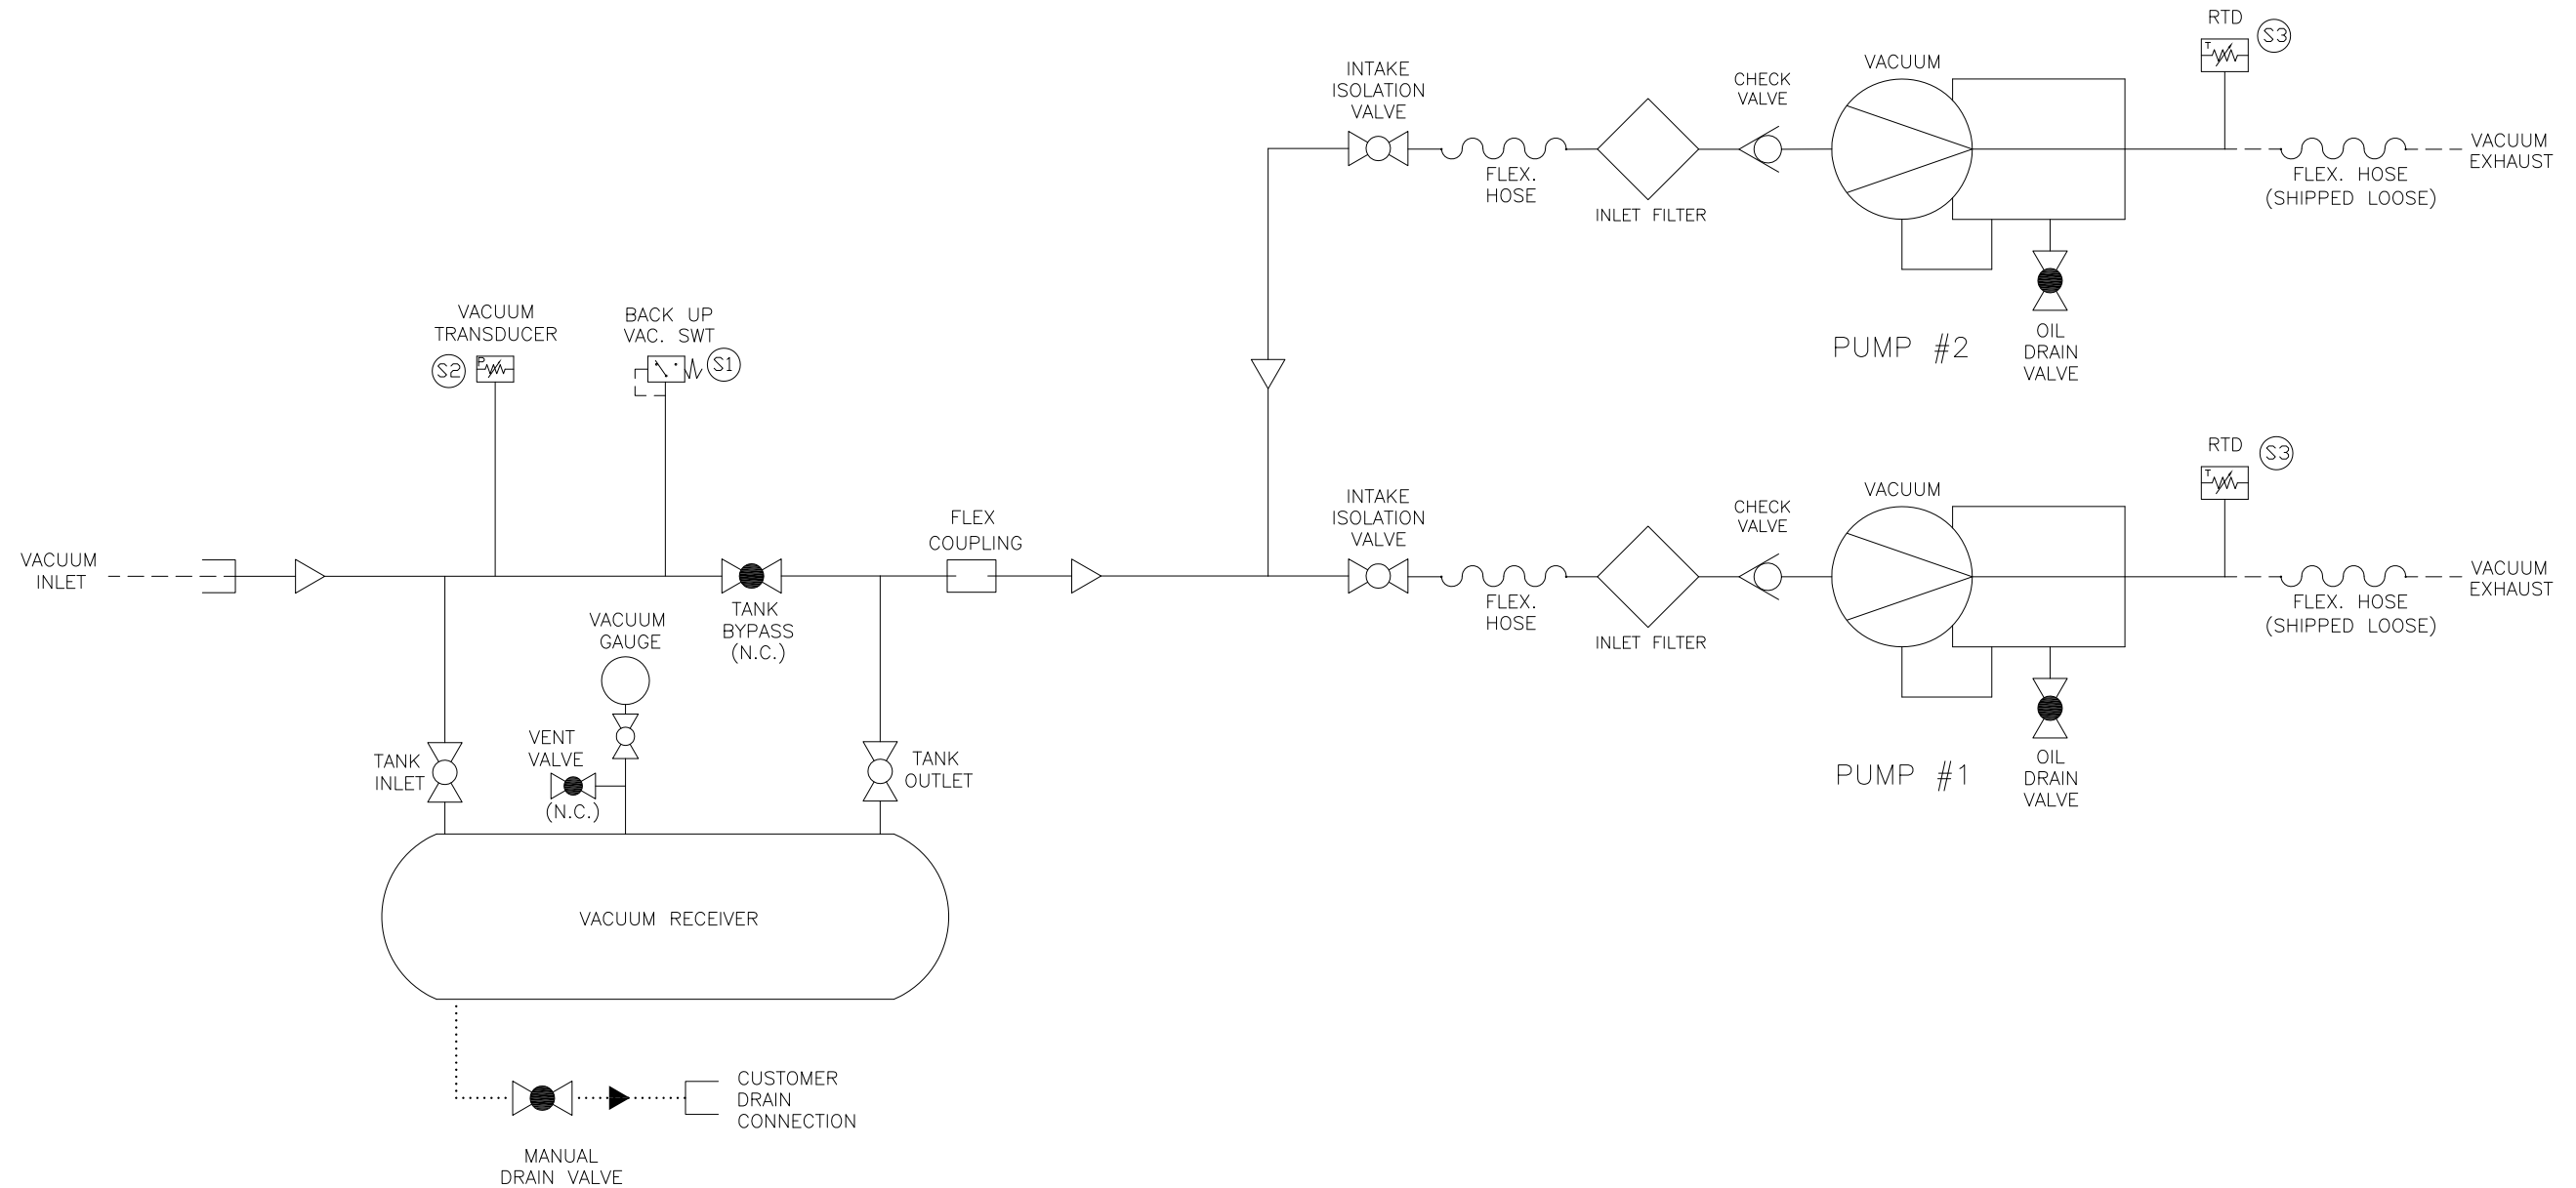 RTD
S3
VACUUM
INTAKE
ISOLATION
VALVE
CHECK
VALVE
T
VACUUM
EXHAUST
FLEX.
HOSE
FLEX. HOSE
(SHIPPED LOOSE)
INLET FILTER
PUMP #2
OIL
DRAIN
VALVE
VACUUM
TRANSDUCER
S2
P
BACK UP
VAC. SWT
S1
RTD
S3
T
VACUUM
INTAKE
ISOLATION
VALVE
CHECK
VALVE
FLEX
COUPLING
VACUUM
INLET
VACUUM
EXHAUST
FLEX.
HOSE
FLEX. HOSE
(SHIPPED LOOSE)
INLET FILTER
TANK
BYPASS
(N.C.)
VACUUM
GAUGE
VENT
VALVE
(N.C.)
TANK
INLET
TANK
OUTLET
PUMP #1
OIL
DRAIN
VALVE
VACUUM RECEIVER
CUSTOMER
DRAIN
CONNECTION
MANUAL
DRAIN VALVE